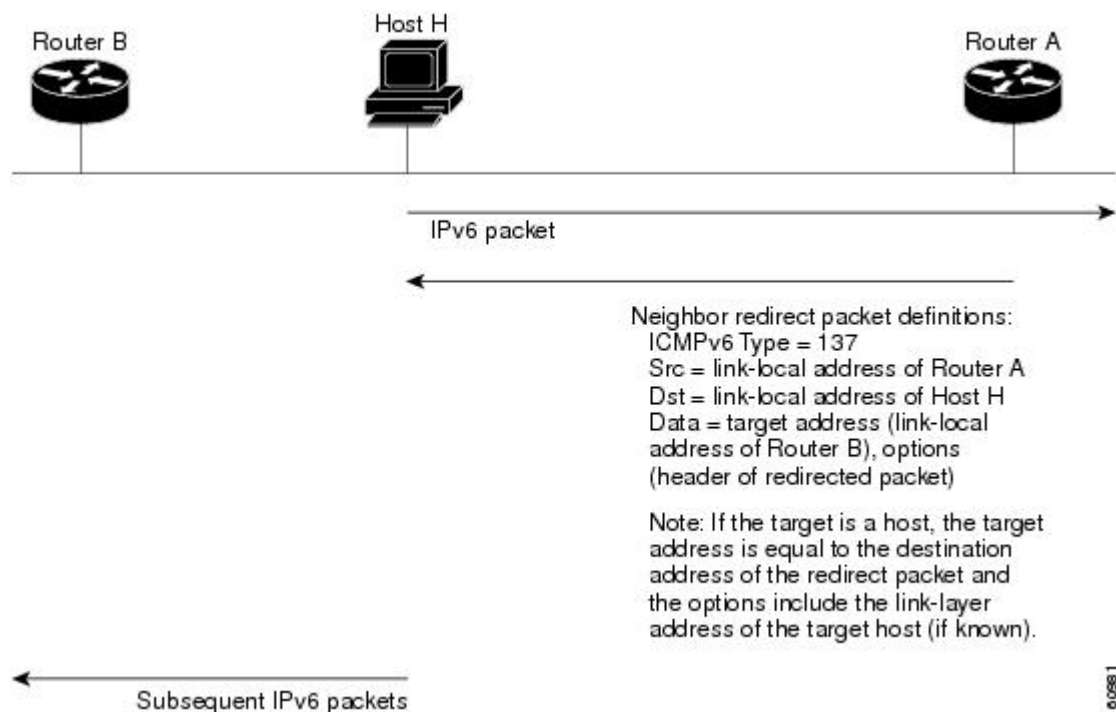 Router B
Host H
Router A
IPv6 packet
Neighbor redirect packet definitions:
ICMPv6 Type = 137
Src = link-local address of Router A
Dst = link-local address of Host H
Data = target address (link-local
address of Router B), options
(header of redirected packet)
Note: If the target is a host, the target
address is equal to the destination
address of the redirect packet and
the options include the link-layer
address of the target host (if known).
Subsequent IPv6 packets
60981